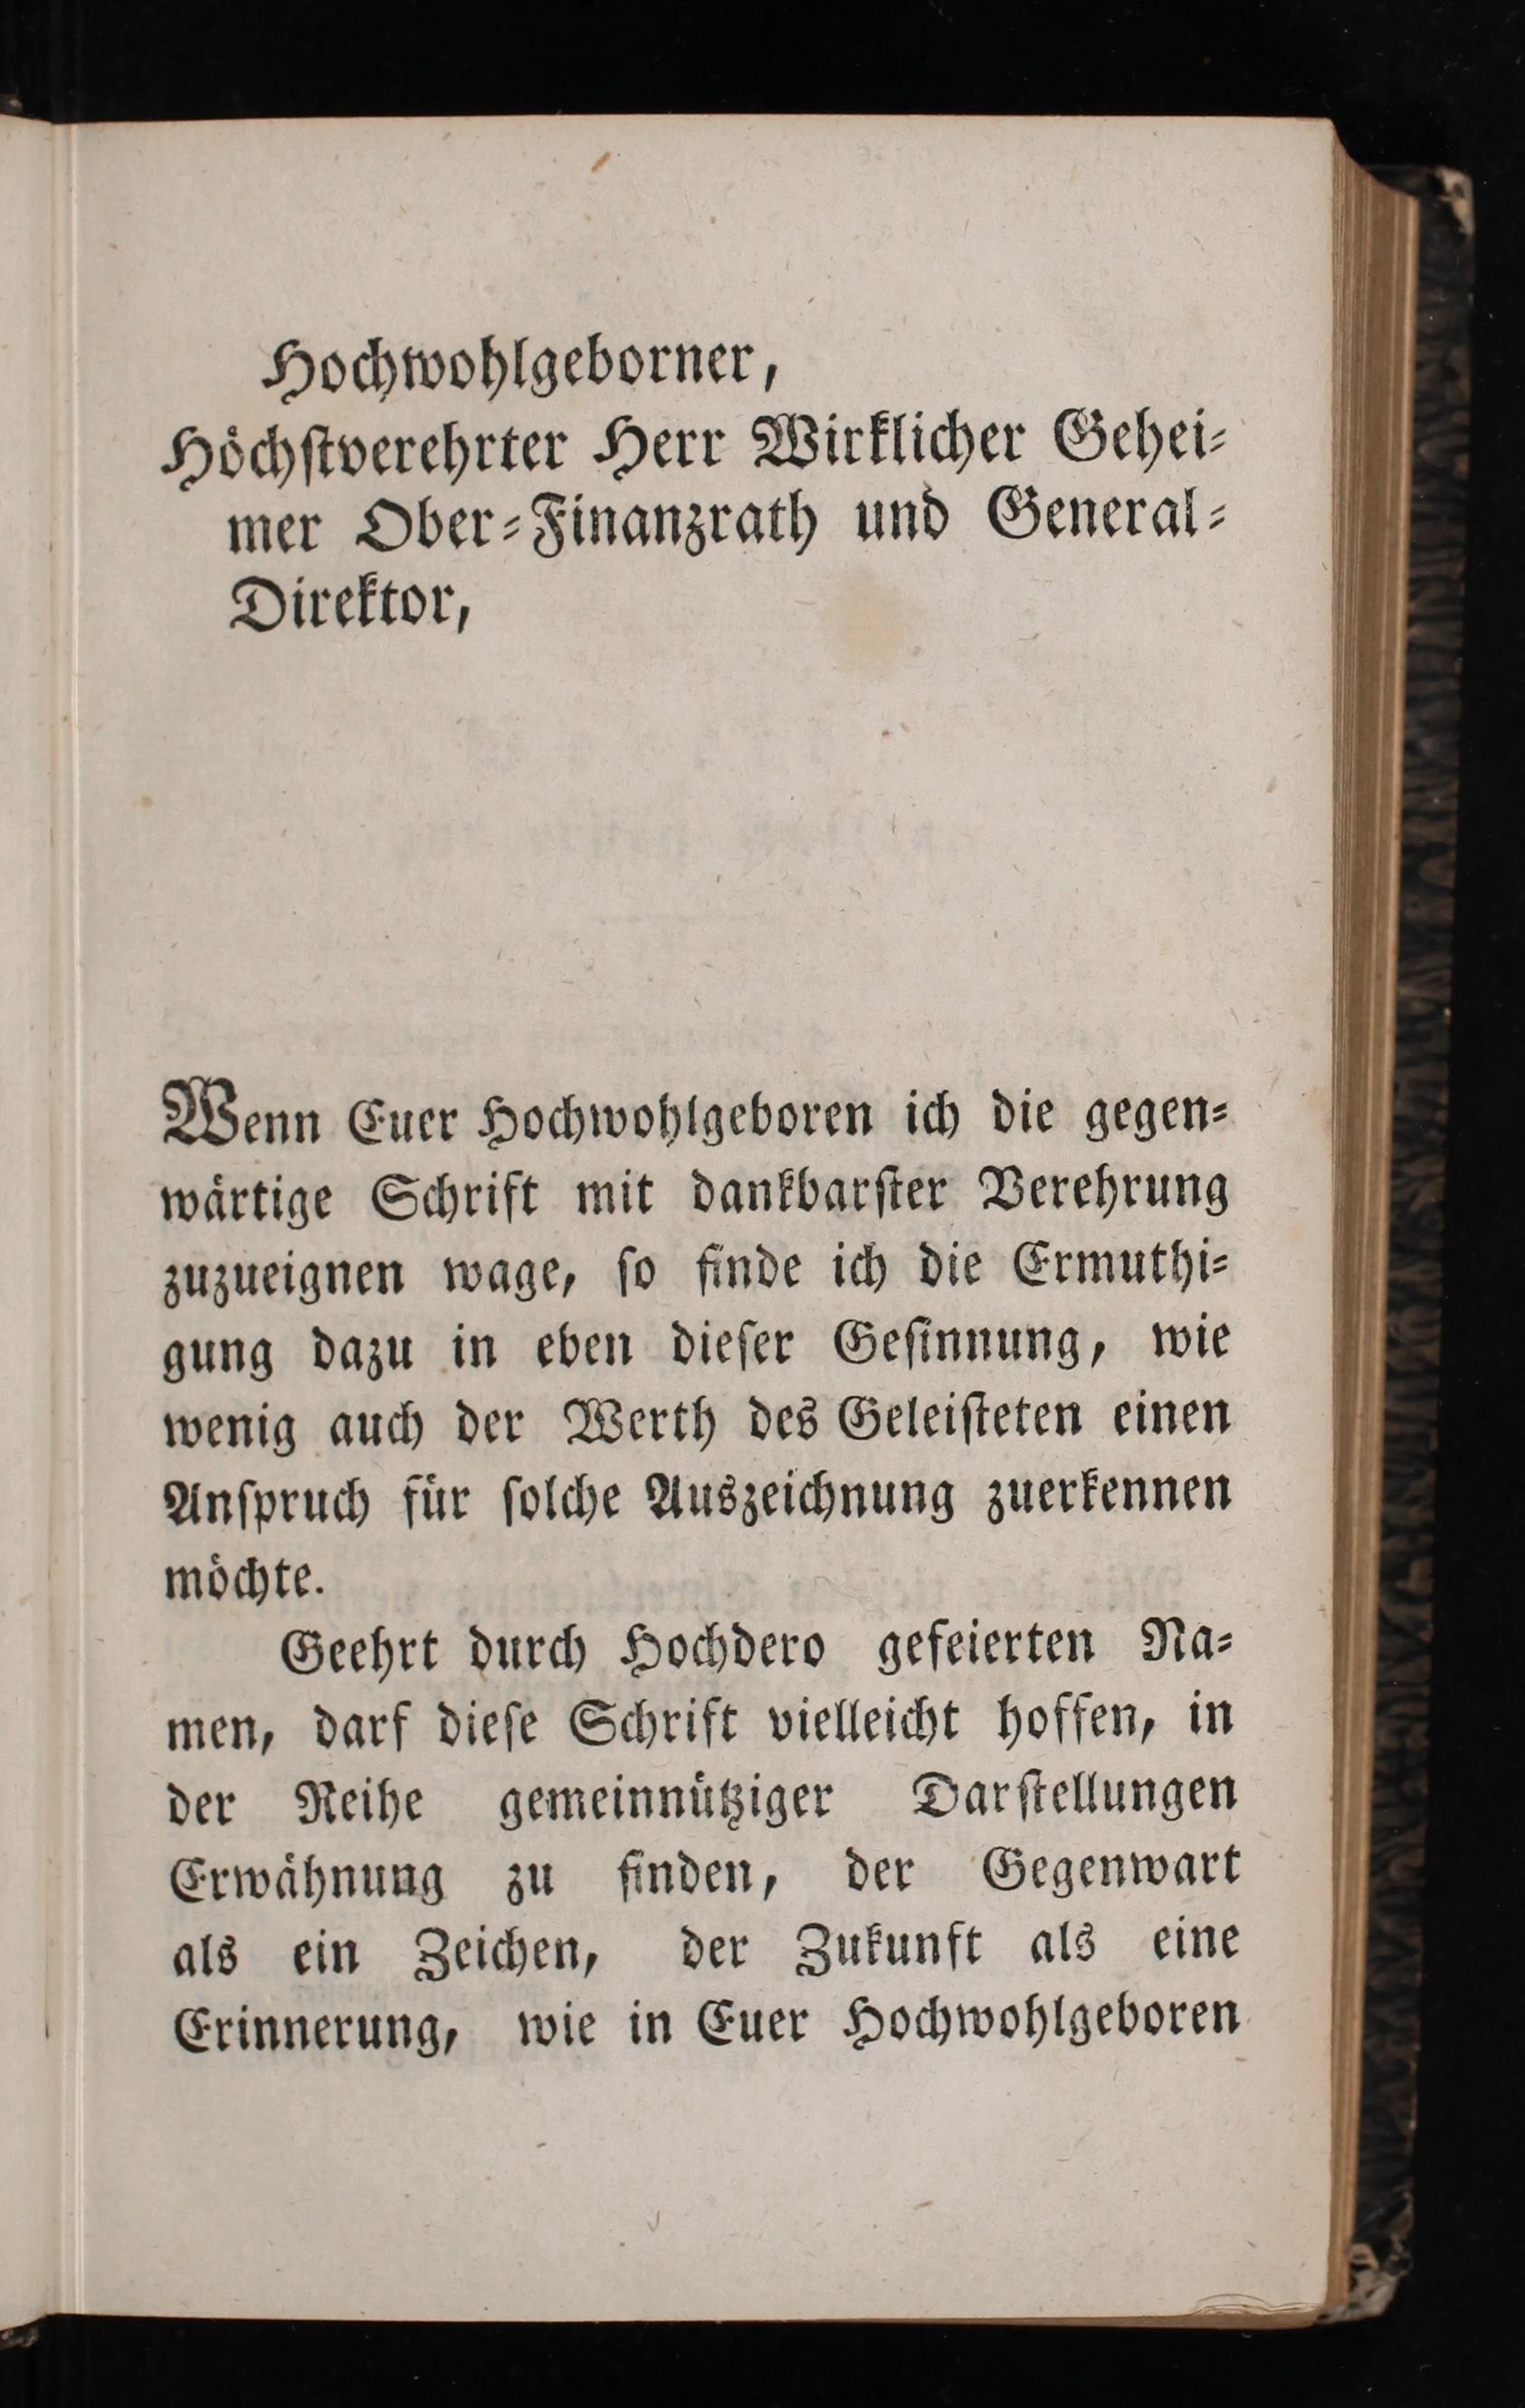 Hochwohlgeborner,
Höchſtverehrter Herr Wirklicher Gehei⸗
mer Ober⸗Finanzrath und General⸗
Direktor,
Wenn Euer Hochwohlgeboren ich die gegen⸗
wärtige Schrift mit dankbarſter Verehrung
zuzueignen wage, ſo finde ich die Ermuthi⸗
gung dazu in eben dieſer Geſinnung, wie
wenig auch der Werth des Geleiſteten einen
Anſpruch für ſolche Auszeichnung zuerkennen
möchte.
Geehrt durch Hochdero gefeierten Na⸗
men, darf dieſe Schrift vielleicht hoffen, in
der Reihe gemeinnütziger Darſtellungen
Erwähnung zu finden, der Gegenwart
als ein Zeichen, der Zukunft als eine
Erinnerung, wie in Euer Hochwohlgeboren